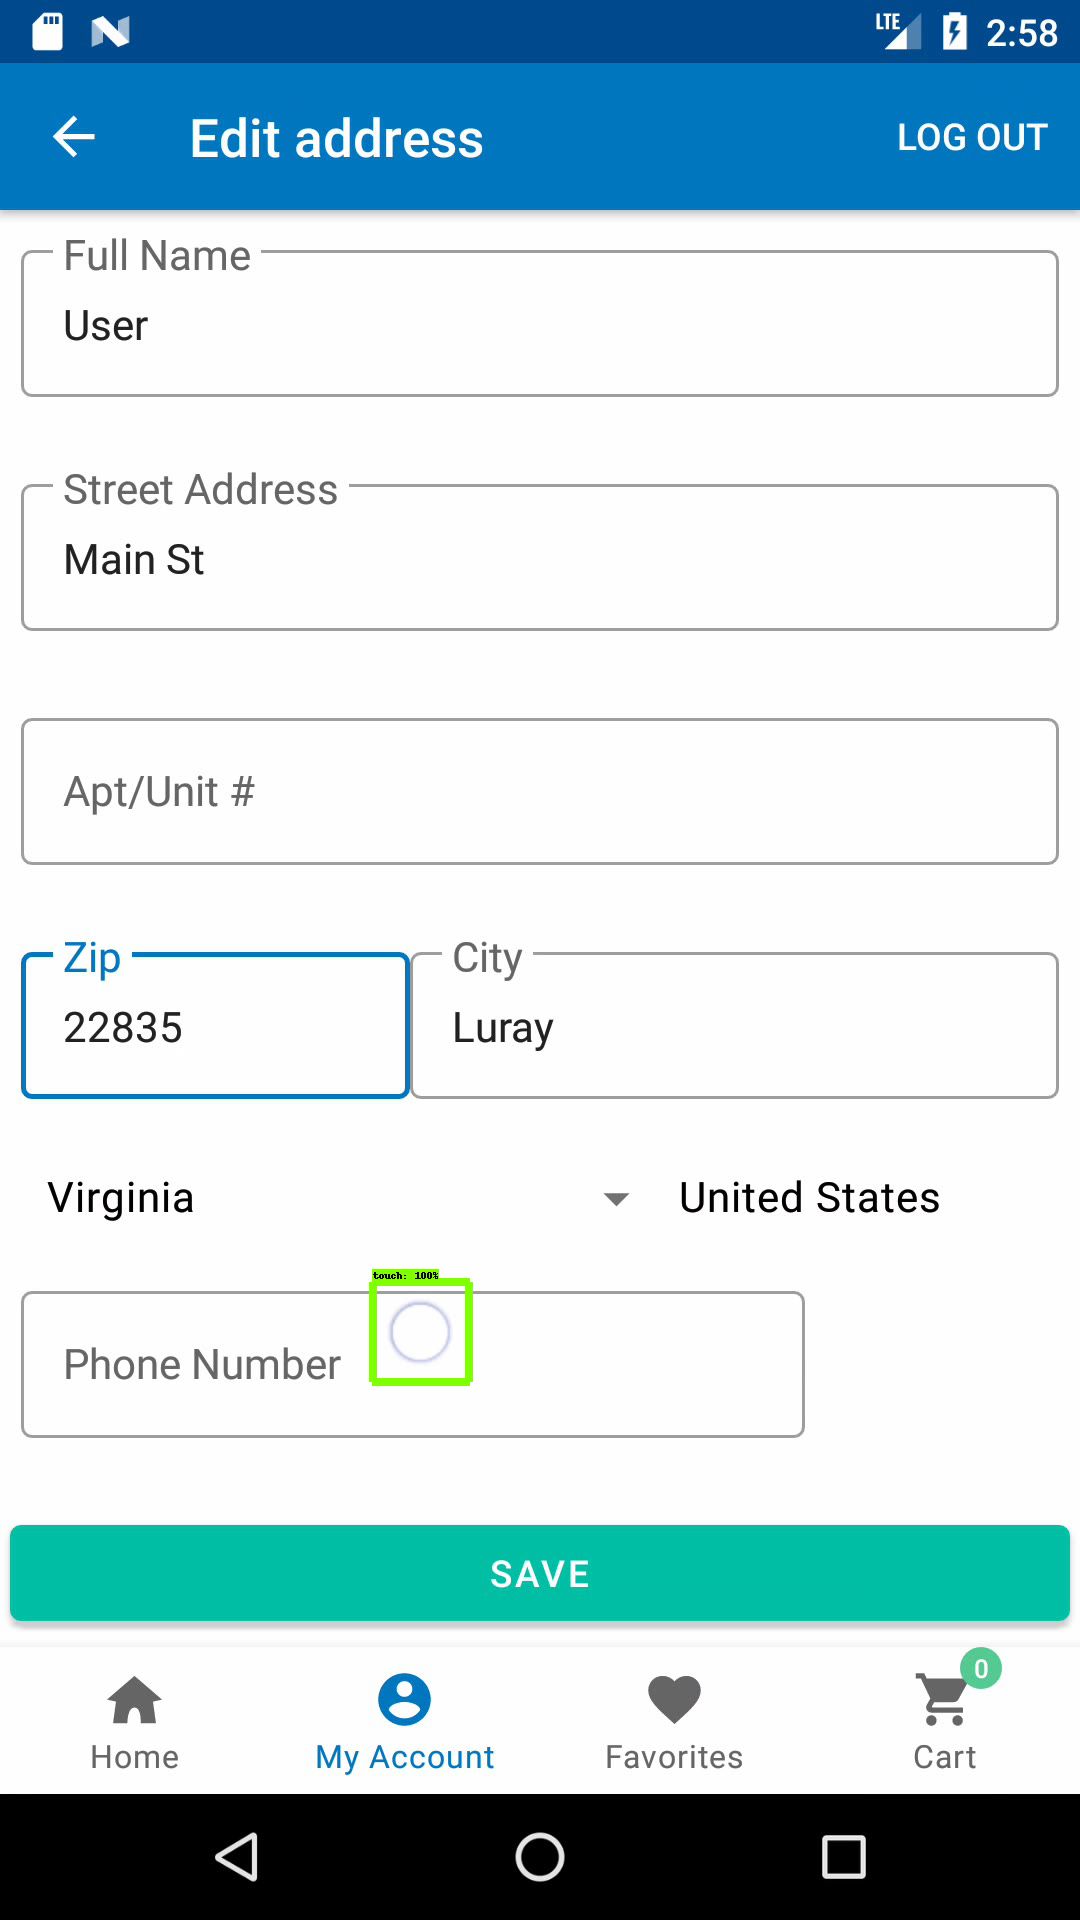 LTE 2:58
Edit address LOG OUT
Full Name
User
Street Address
Main St
Apt/Unit #
Zip City
22835 Luray
Virginia United States
touch: 100%
Phone Number
SAVE
0
Home My Account Favorites Cart